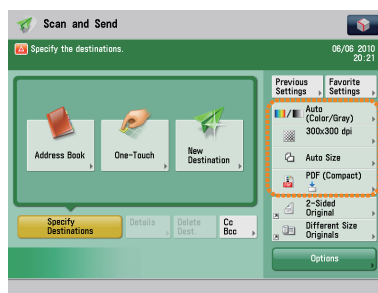 Scan and Send
Specify the destinations.
06/06 2010
20:21
Previous
Settings
Favorite
Settings
Auto
(Color/Gray)
300x300 dpi
Address Book
One-Touch
New
Destination
Auto Size
PDF (Compact)
2-Sided
Original
Specify
Destinations
Details
Delete
Dest.
Cc
Bcc
Different Size
Originals
Options